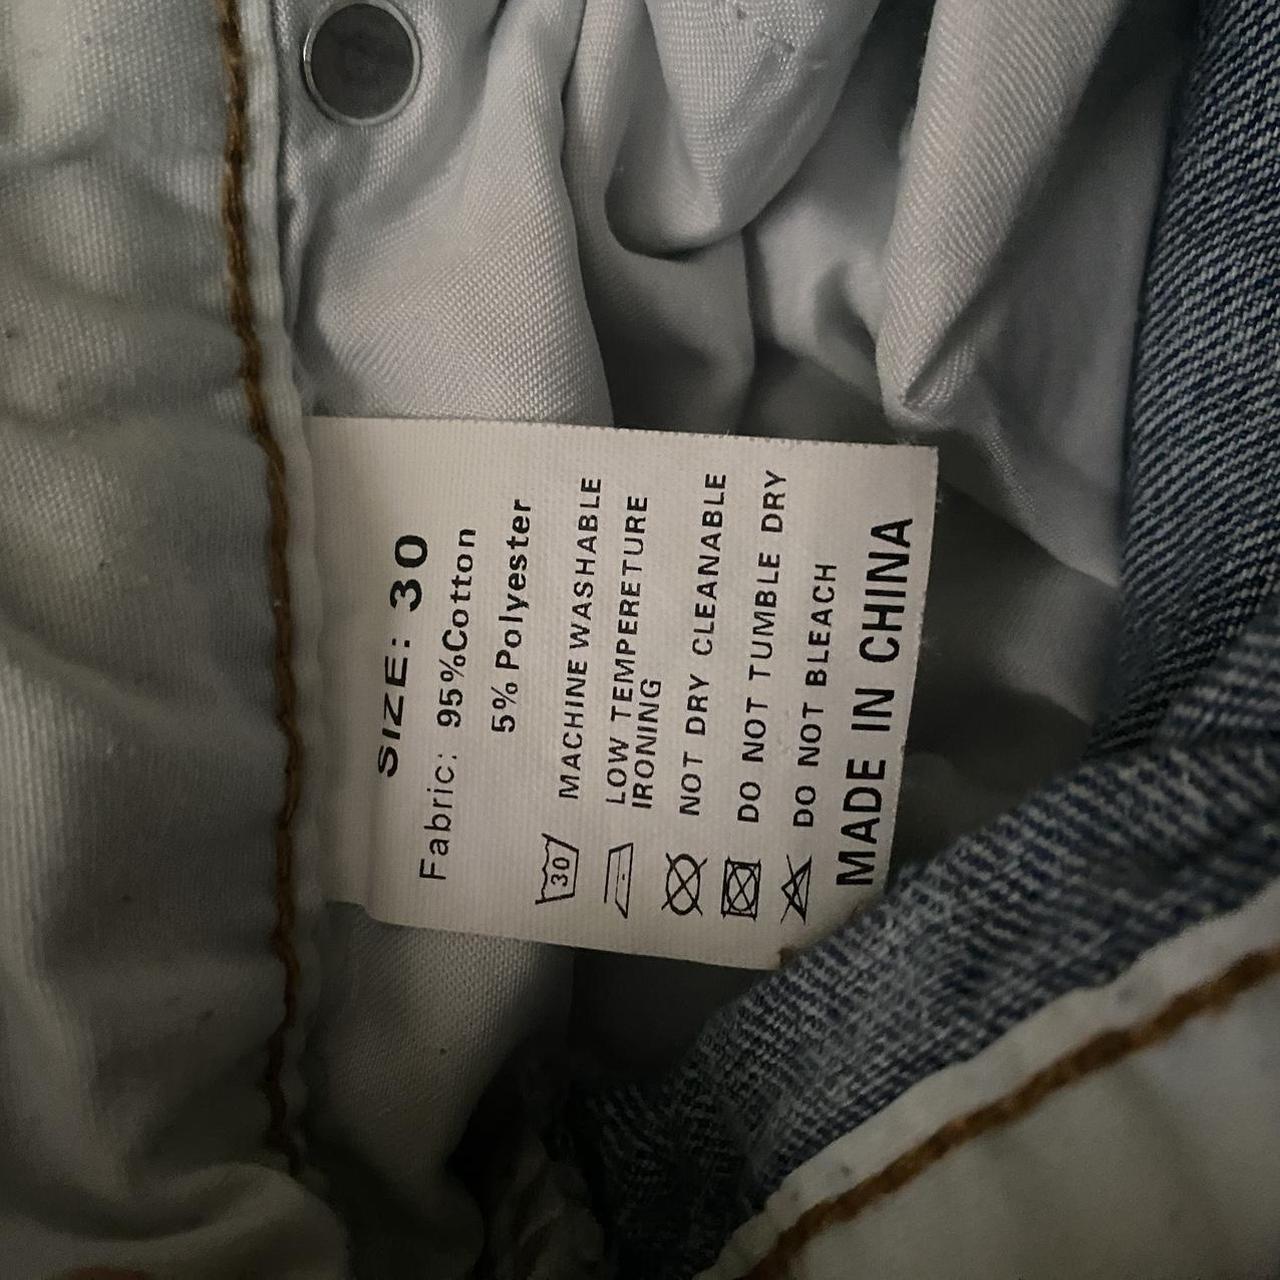 SIZE: 30
Fabric: 95%Cotton
5% Polyester
30 MACHINE WASHABLE
LOW TEMPERETURE
IRONING
NOT DRY CLEANABLE
DO NOT TUMBLE DRY
DO NOT BLEACH
MADE IN CHINA